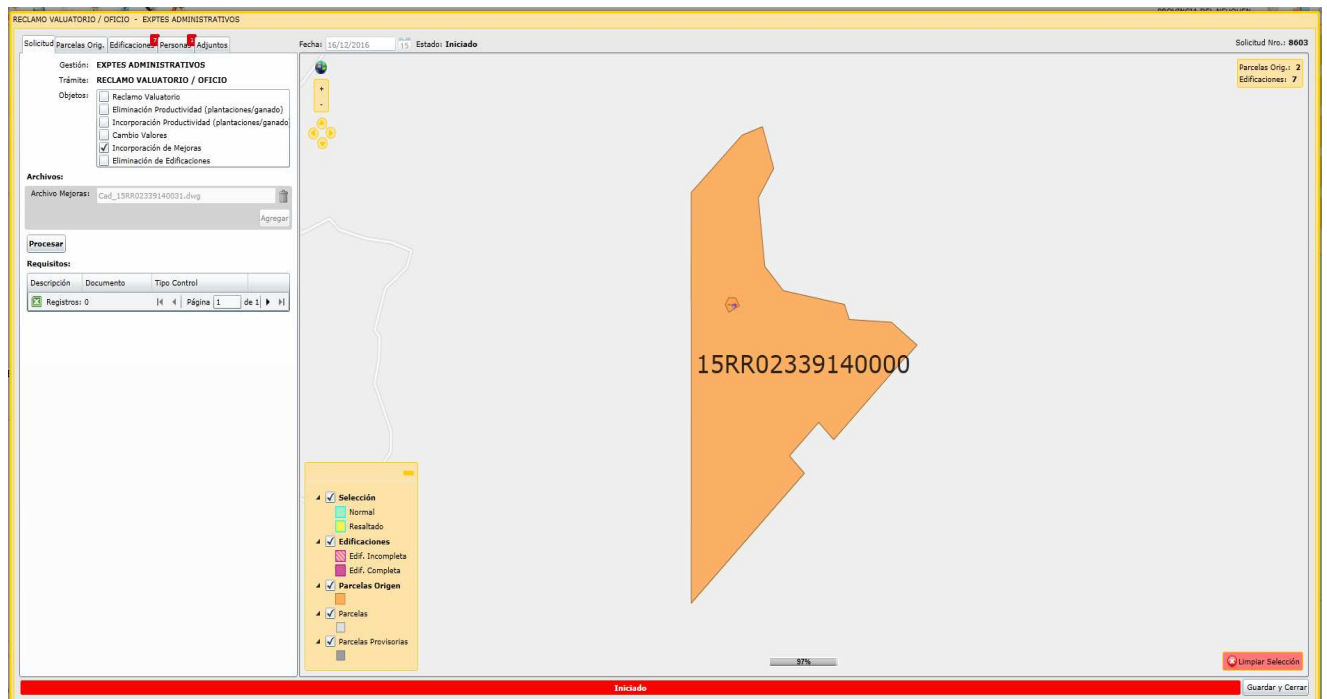 RECLAMO VALUATORIO / OFICIO - EXPTES ADMINISTRATIVOS
Solicitud Parcelas Orig. Edificaciones 7 Personas 1 Adjuntos
Fecha: 16/12/2016 15 Estado: Iniciado
Solicitud Nro.: 8603
Gestión: EXPTES ADMINISTRATIVOS
Trámite: RECLAMO VALUATORIO / OFICIO
Objetos: Reclamo Valuatorio
Eliminación Productividad (plantaciones/ganado)
Incorporación Productividad (plantaciones/ganado
Cambio Valores
Incorporación de Mejoras
Eliminación de Edificaciones
Archivos:
Archivo Mejoras: Cad_15RR02339140031.dwg
Agregar
Procesar
Requisitos:
Descripción Documento Tipo Control
Registros: 0 Página 1 de 1
+
-
Parcelas Orig.: 2
Edificaciones: 7
15RR02339140000
Selección
Normal
Resaltado
Edificaciones
Edif. Incompleta
Edif. Completa
Parcelas Origen
Parcelas
Parcelas Provisorias
97%
Limpiar Selección
Iniciado
Guardar y Cerrar